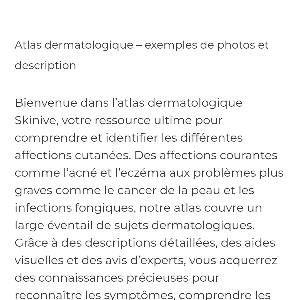 Atlas dermatologique – exemples de photos et
description
Bienvenue dans l’atlas dermatologique
Skinive, votre ressource ultime pour
comprendre et identifier les différentes
affections cutanées. Des affections courantes
comme l’acné et l’eczéma aux problèmes plus
graves comme le cancer de la peau et les
infections fongiques, notre atlas couvre un
large éventail de sujets dermatologiques.
Grâce à des descriptions détaillées, des aides
visuelles et des avis d’experts, vous acquerrez
des connaissances précieuses pour
reconnaître les symptômes, comprendre les